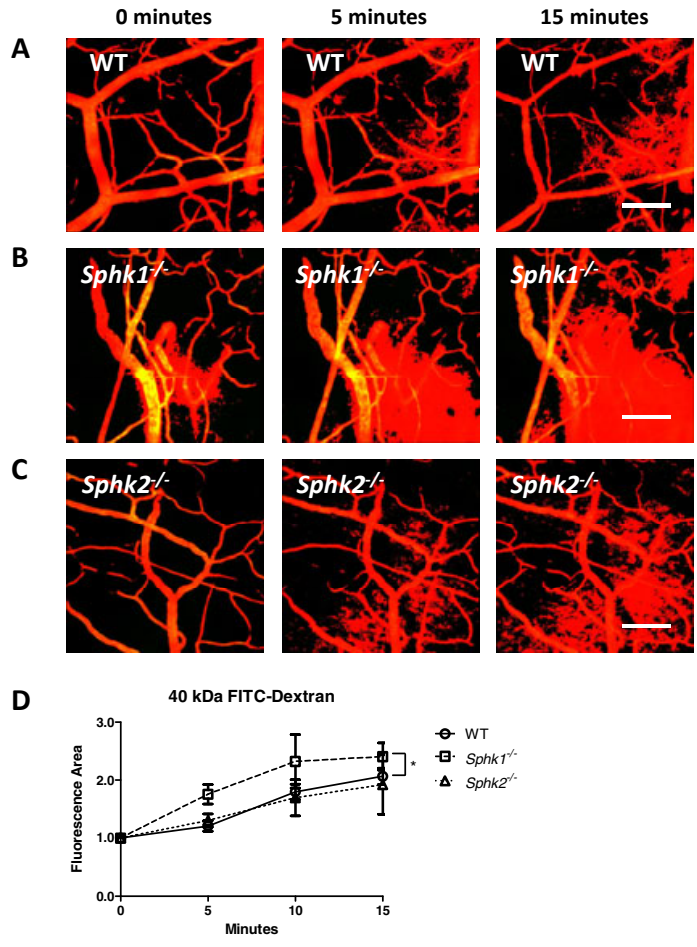 0 minutes 5 minutes 15 minutes
A
WT WT WT
B
Sphk1-/- Sphk1-/- Sphk1-/-
C
Sphk2-/- Sphk2-/- Sphk2-/-
D
40 kDa FITC-Dextran
3.0
2.0
1.0
0.0
Fluorescence Area
0 5 10 15
Minutes
*
WT
Sphk1-/-
Sphk2-/-